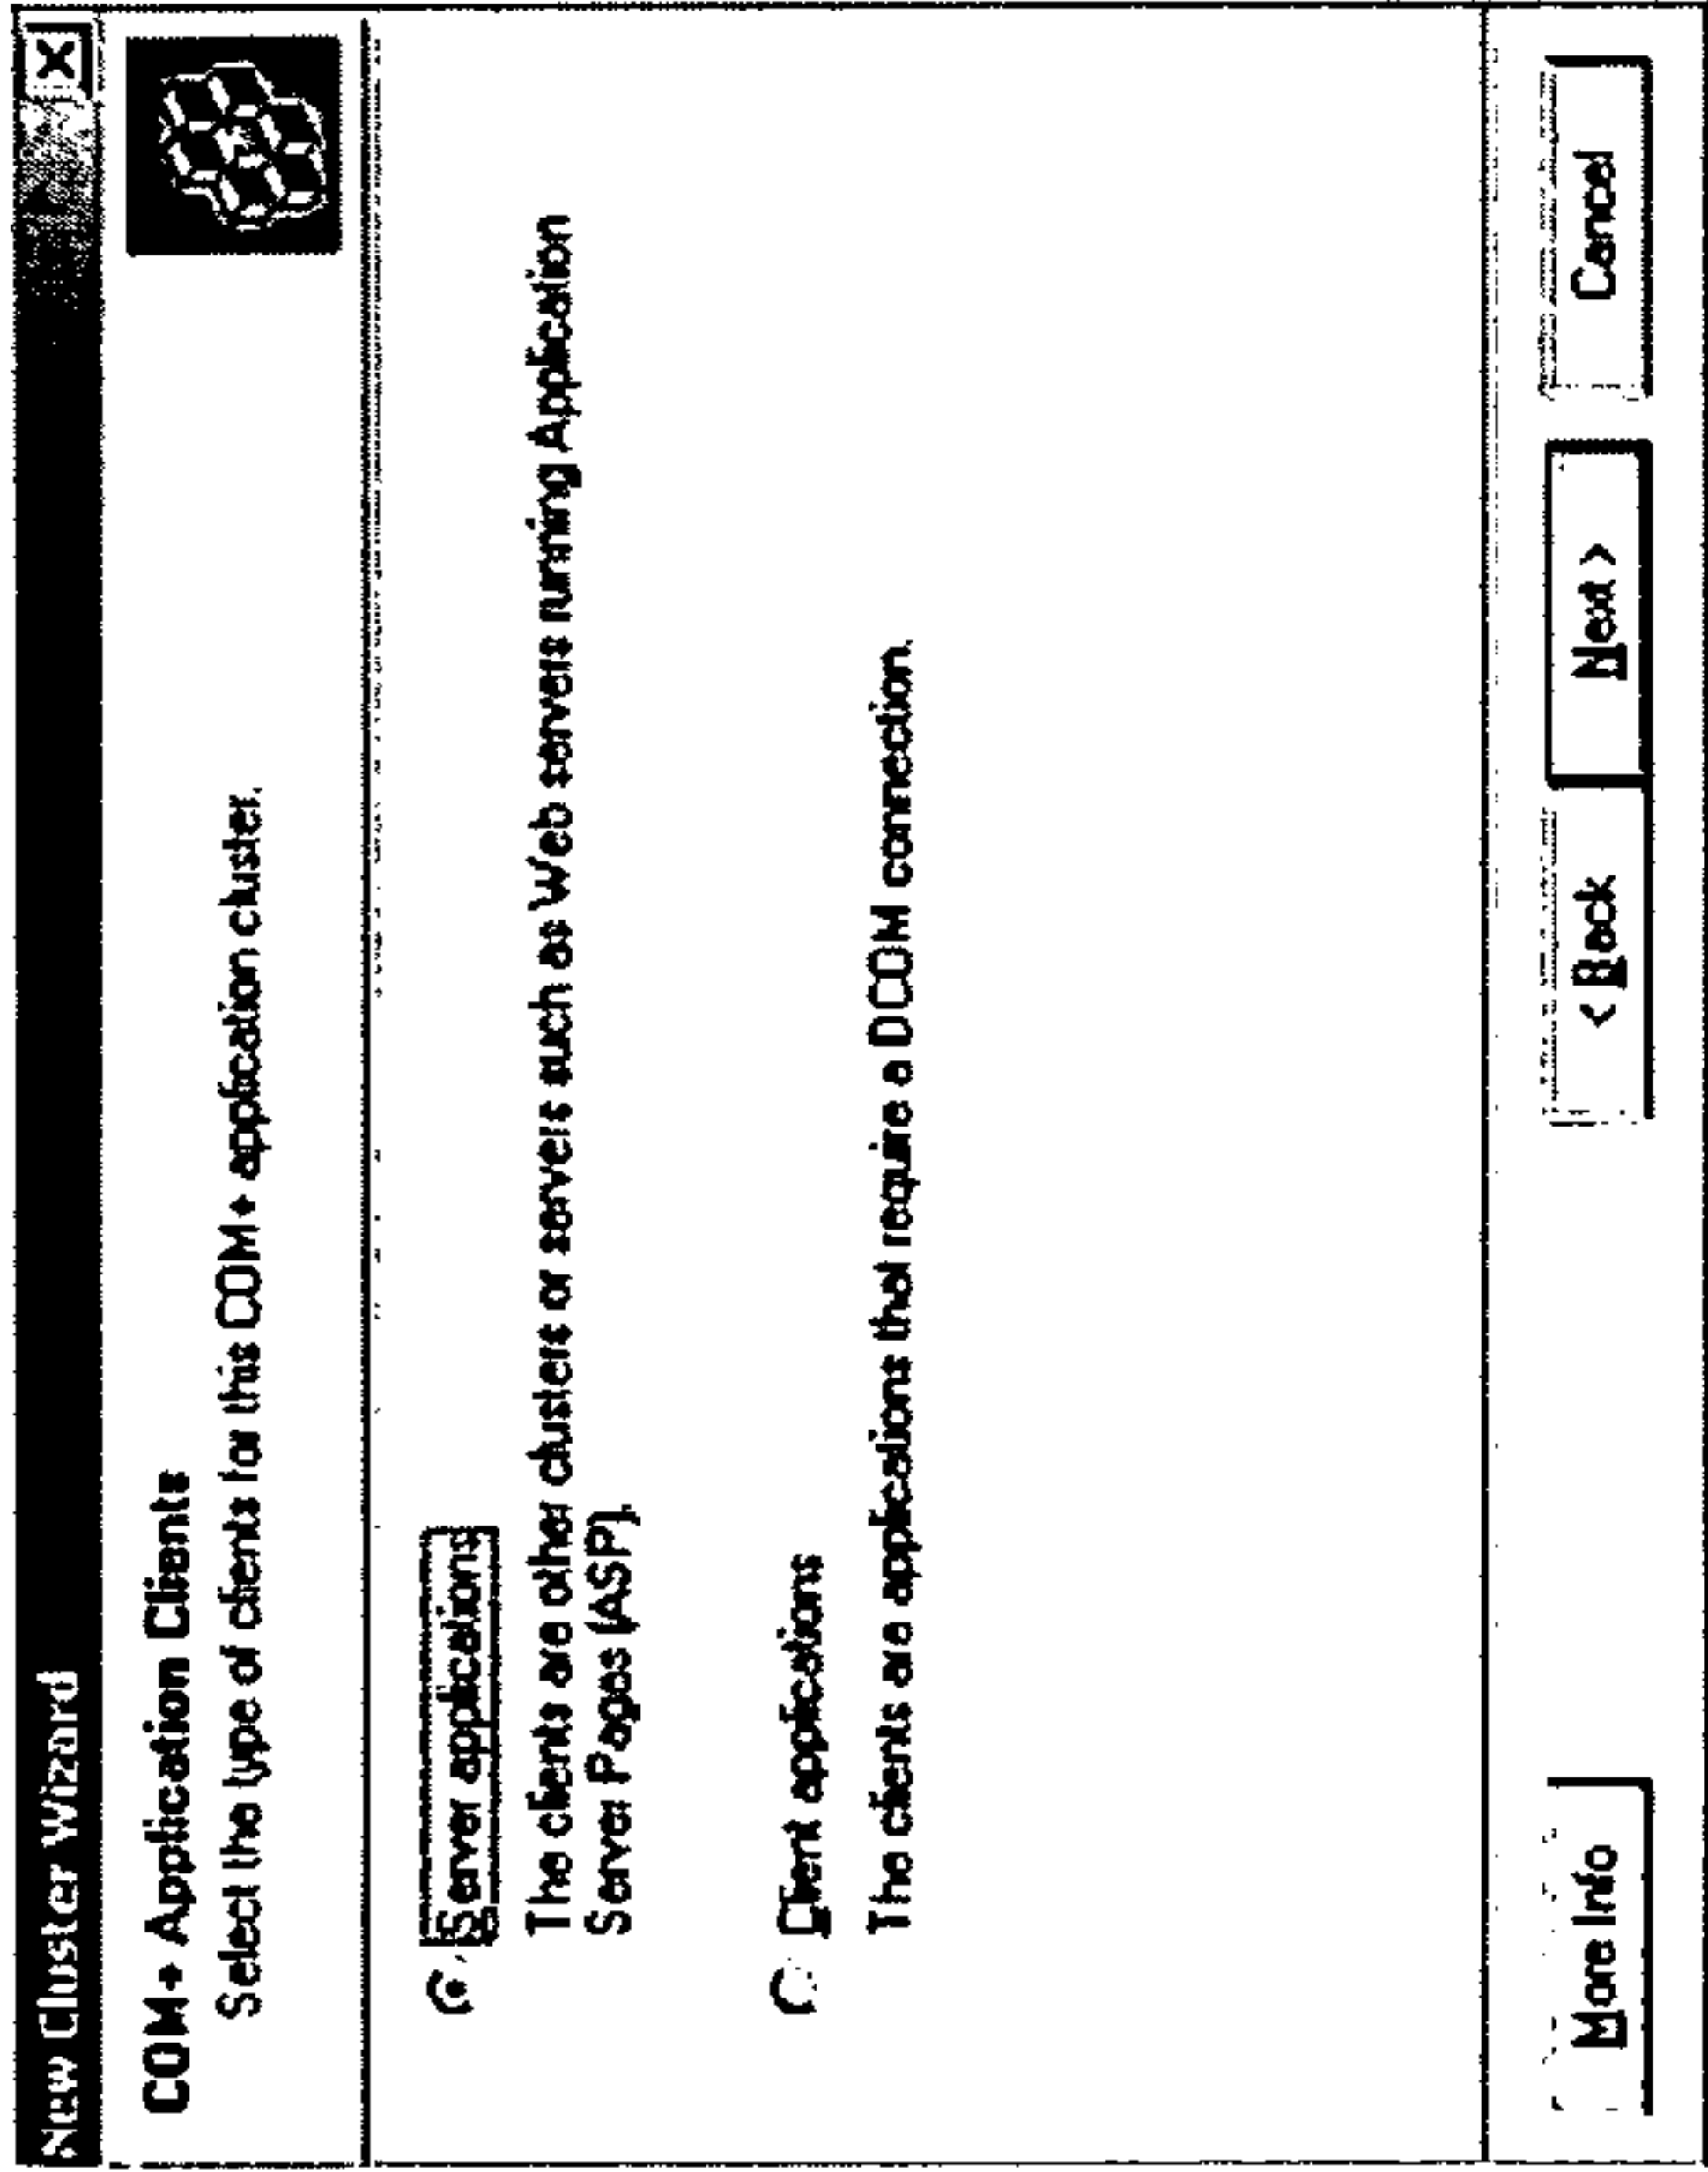 New Cluster Wizard
COM+ Application Clients
Select the type of clients for this COM+ application cluster.
Server applications
The clients are other clusters or servers such as Web servers running Application
Server Pages (ASP).
Client applications
The clients are applications that require a DCOM connection.
More Info
< Back
Next >
Cancel